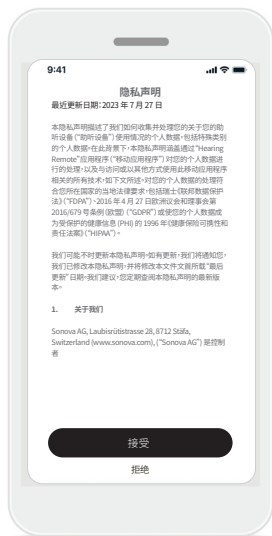 9:41
隐私声明
最近更新日期：2023 年 7 月 27 日
本隐私声明描述了我们如何收集并处理您的关于您的助
听设备 (“助听设备”) 使用情况的个人数据，包括特殊类别
的个人数据。在此背景下，本隐私声明涵盖通过“Hearing
Remote”应用程序 (“移动应用程序”) 对您的个人数据进
行的处理，以及与访问或以其他方式使用此移动应用程序
相关的所有技术，如下文所述。对您的个人数据的处理符
合您所在国家的当地法律要求，包括瑞士《联邦数据保护
法》(“FDPA”)、2016 年 4 月 27 日欧洲议会和理事会第
2016/679 号条例 (欧盟) (“GDPR”) 或使您的个人数据成
为受保护的健康信息 (PHI) 的 1996 年《健康保险可携性和
责任法案》(“HIPAA”)。
我们可能不时更新本隐私声明。如有更新，我们将通知您，
我们已修改本隐私声明，并将修改本文件文首所载“最后
更新”日期。我们建议，您定期查阅本隐私声明的最新版
本。
1. 关于我们
Sonova AG, Laubisrütistrasse 28, 8712 Stäfa,
Switzerland (www.sonova.com), (“Sonova AG”) 是控制
者
接受
拒绝